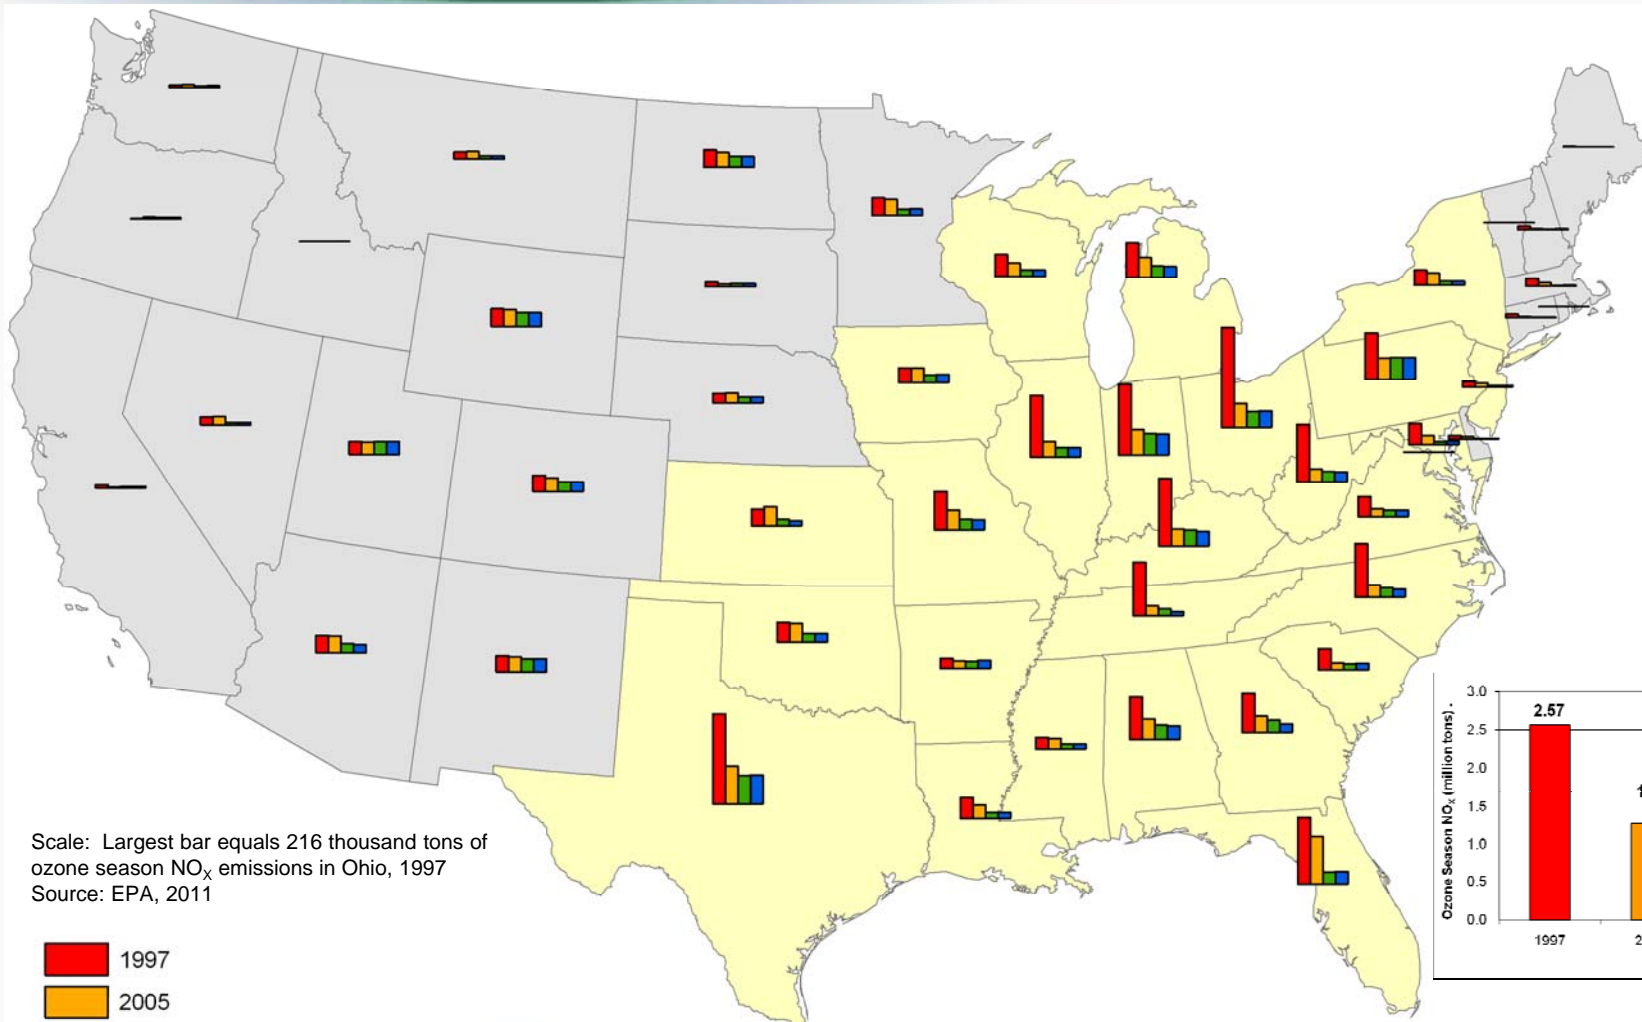 Scale: Largest bar equals 216 thousand tons of
ozone season NOX emissions in Ohio, 1997
Source: EPA, 2011
1997
2005
Ozone Season NOX (million tons) .
3.0
2.5
2.0
1.5
1.0
0.5
0.0
2.57
1997